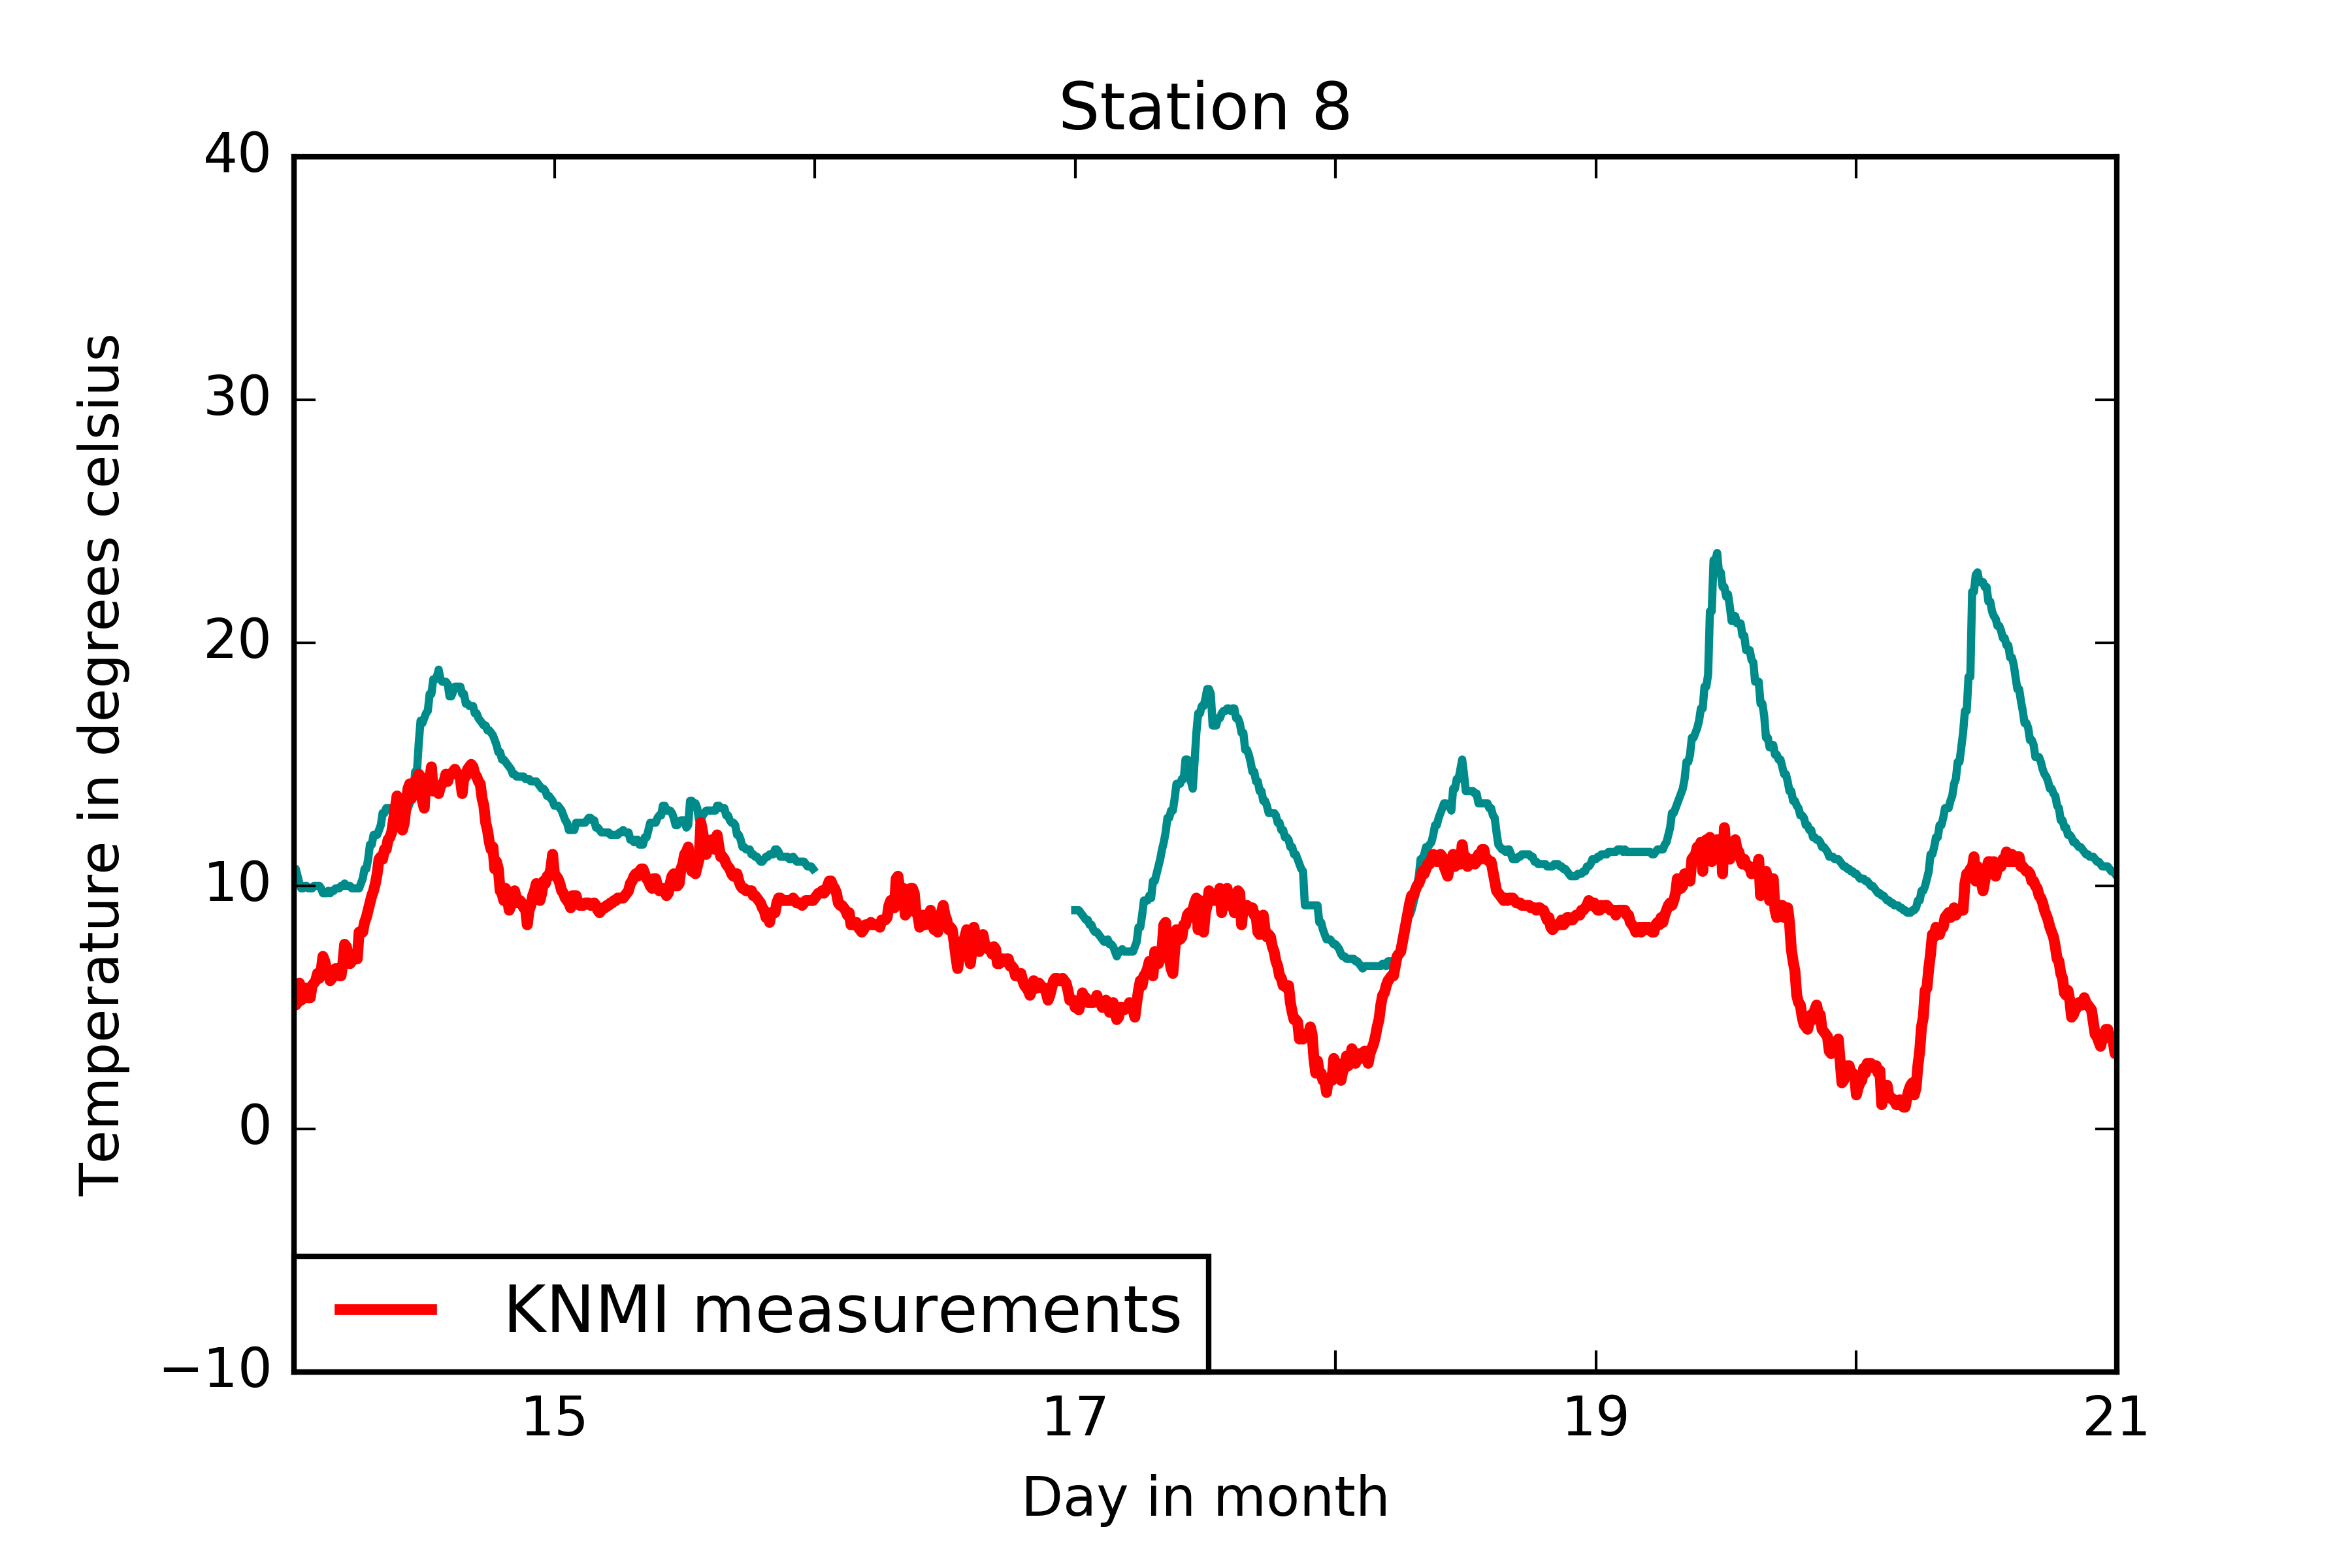 Station 8
40
30
20
10
0
−10
Temperature in degrees celsius
KNMI measurements
15 17 19 21
Day in month